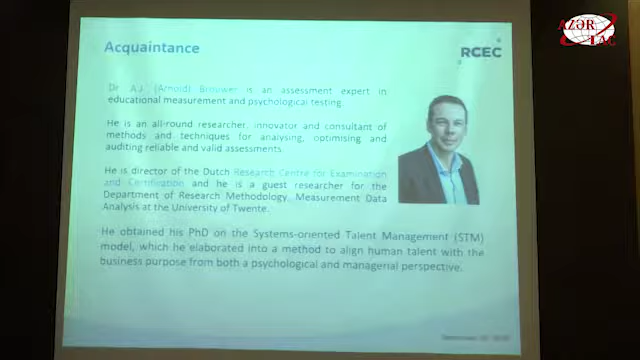 AZƏR
TAC
Acquaintance
RCEC
Dr A.J. (Arnold) Brouwer is an assessment expert in
educational measurement and psychological testing.
He is an all-round researcher, innovator and consultant of
methods and techniques for analysing, optimising and
auditing reliable and valid assessments.
He is director of the Dutch Research Centre for Examination
and Certification and he is a guest researcher for the
Department of Research Methodology, Measurement Data
Analysis at the University of Twente.
He obtained his PhD on the Systems-oriented Talent Management (STM)
model, which he elaborated into a method to align human talent with the
business purpose from both a psychological and managerial perspective.